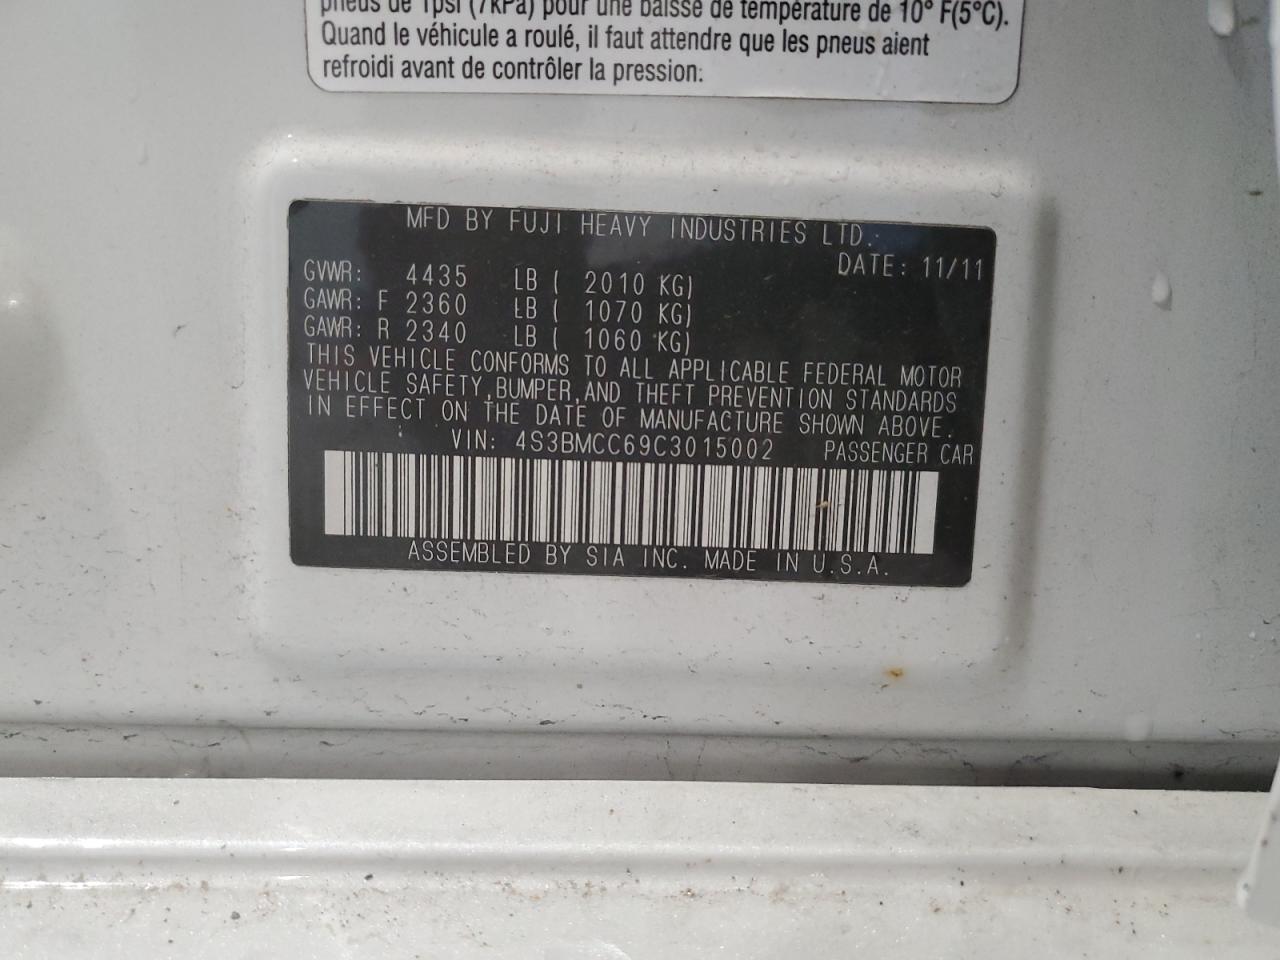 pneus de 1psi (7kPa) pour une baisse de température de 10° F(5°C).
Quand le véhicule a roulé, il faut attendre que les pneus aient
refroidi avant de contrôler la pression.
MFD BY FUJI HEAVY INDUSTRIES LTD.
DATE: 11/11
GVWR: 4435 LB ( 2010 KG)
GAWR: F 2360 LB ( 1070 KG)
GAWR: R 2340 LB ( 1060 KG)
THIS VEHICLE CONFORMS TO ALL APPLICABLE FEDERAL MOTOR
VEHICLE SAFETY,BUMPER,AND THEFT PREVENTION STANDARDS
IN EFFECT ON THE DATE OF MANUFACTURE SHOWN ABOVE.
VIN: 4S3BMCC69C3015002 PASSENGER CAR
ASSEMBLED BY SIA INC. MADE IN U.S.A.